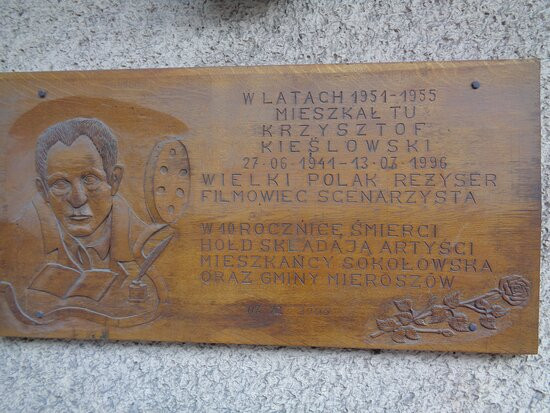 W LATACH 1951-1955
MIESZKAŁ TU
KRZYSZTOF
KIEŚLOWSKI
27-06-1941-13-03-1996
WIELKI POLAK REŻYSER
FILMOWIEC SCENARZYSTA
W 10 ROCZNICĘ ŚMIERCI
HOŁD SKŁADAJĄ ARTYŚCI
MIESZKAŃCY SOKOŁOWSKA
ORAZ GMINY MIEROSZÓW